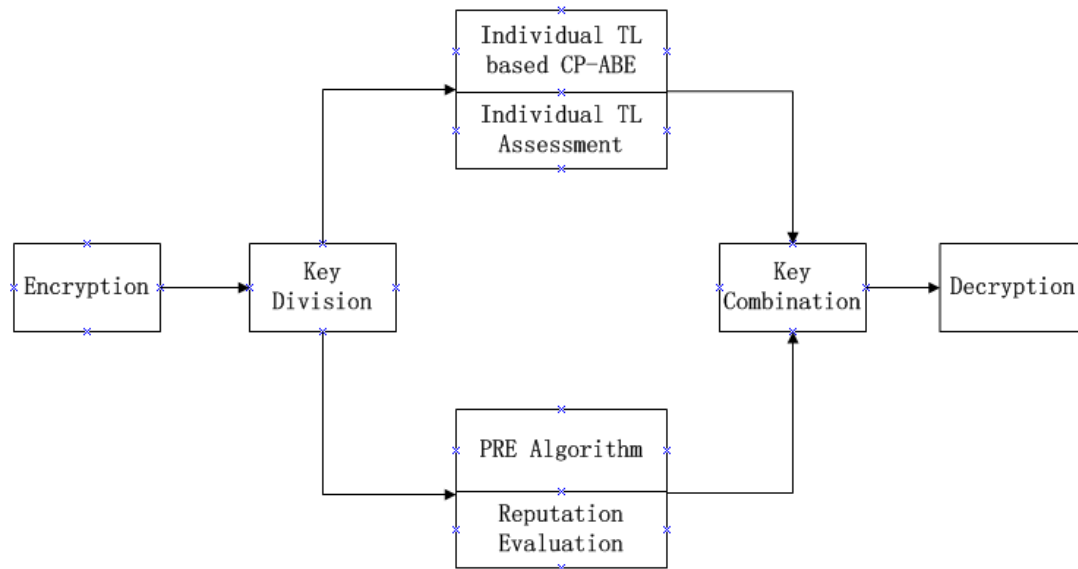 Individual TL
based CP-ABE
Individual TL
Assessment
Encryption
Key
Division
Key
Combination
Decryption
PRE Algorithm
Reputation
Evaluation